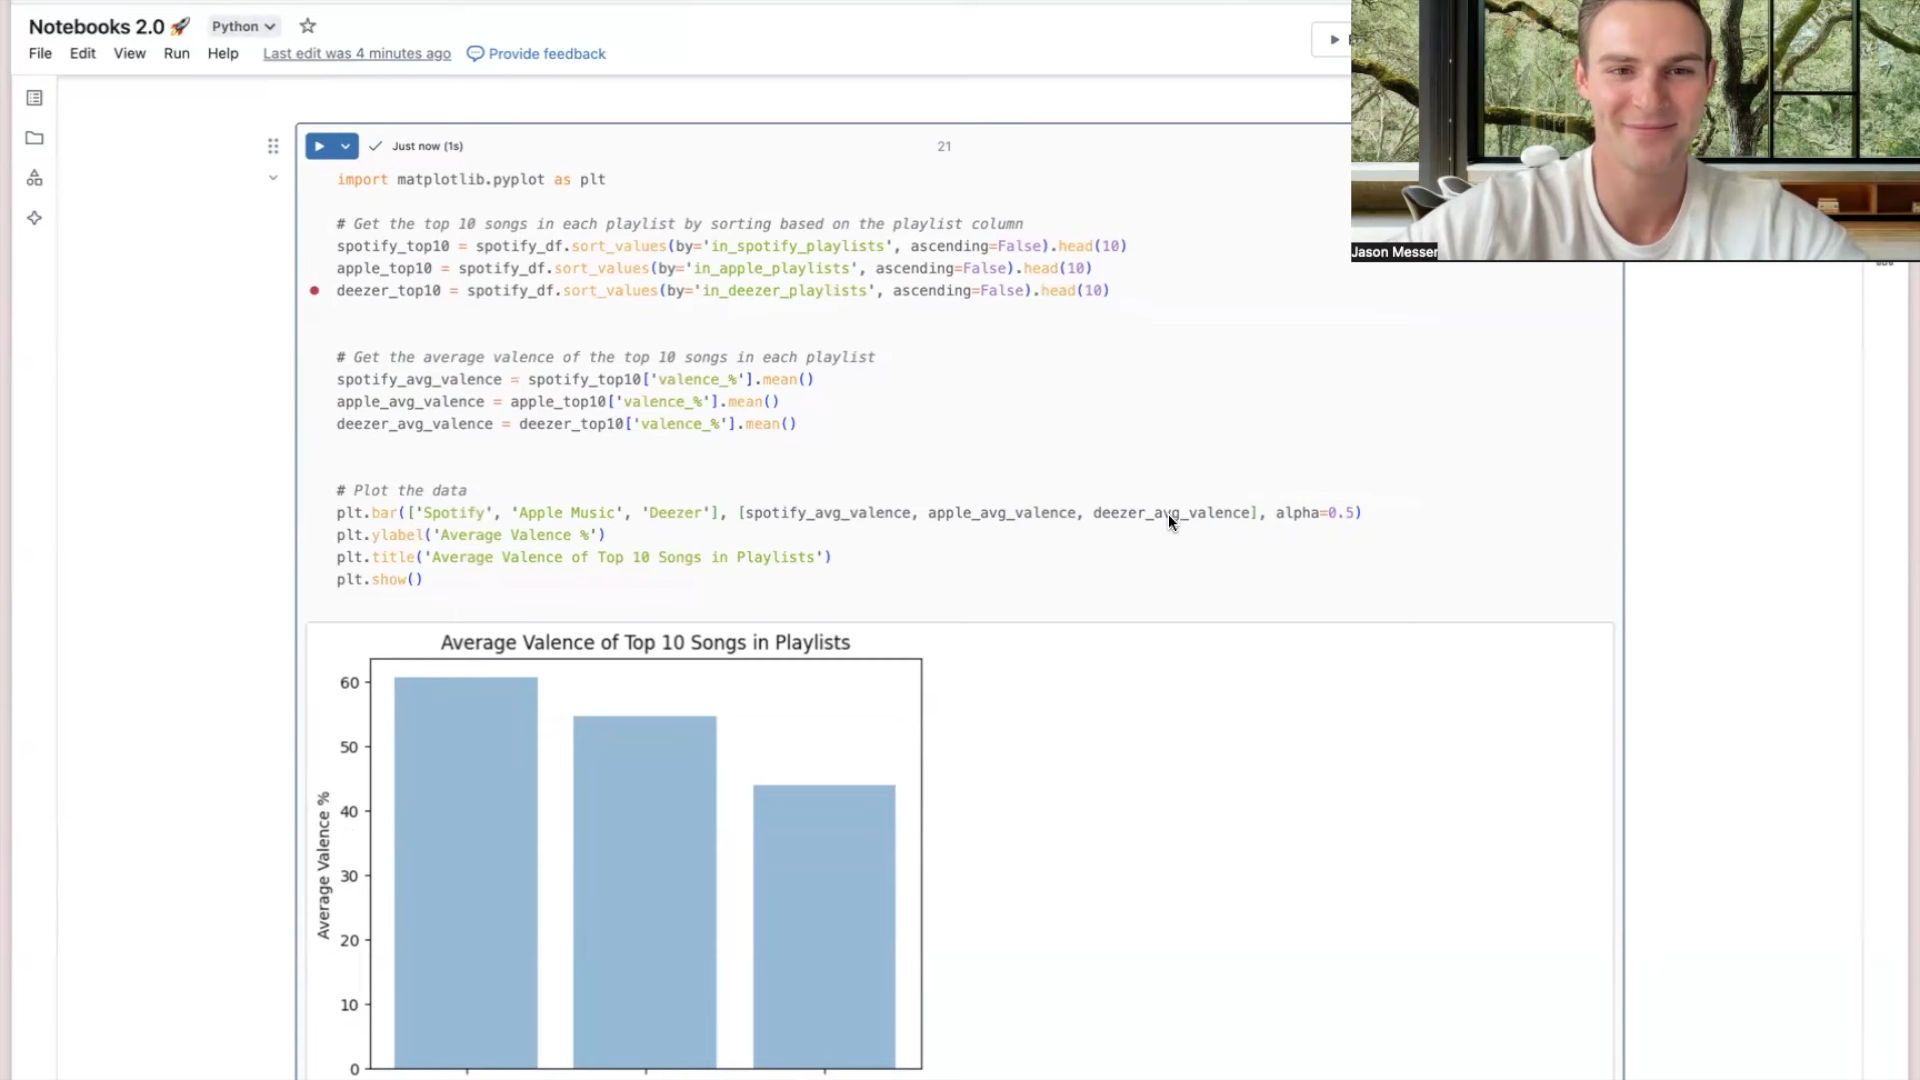 Notebooks 2.0 🚀 Python
File Edit View Run Help Last edit was 4 minutes ago Provide feedback
Jason Messer
Just now (1s)
21
import matplotlib.pyplot as plt
# Get the top 10 songs in each playlist by sorting based on the playlist column
spotify_top10 = spotify_df.sort_values(by='in_spotify_playlists', ascending=False).head(10)
apple_top10 = spotify_df.sort_values(by='in_apple_playlists', ascending=False).head(10)
deezer_top10 = spotify_df.sort_values(by='in_deezer_playlists', ascending=False).head(10)
# Get the average valence of the top 10 songs in each playlist
spotify_avg_valence = spotify_top10['valence_%'].mean()
apple_avg_valence = apple_top10['valence_%'].mean()
deezer_avg_valence = deezer_top10['valence_%'].mean()
# Plot the data
plt.bar(['Spotify', 'Apple Music', 'Deezer'], [spotify_avg_valence, apple_avg_valence, deezer_avg_valence], alpha=0.5)
plt.ylabel('Average Valence %')
plt.title('Average Valence of Top 10 Songs in Playlists')
plt.show()
Average Valence of Top 10 Songs in Playlists
Average Valence %
60
50
40
30
20
10
0